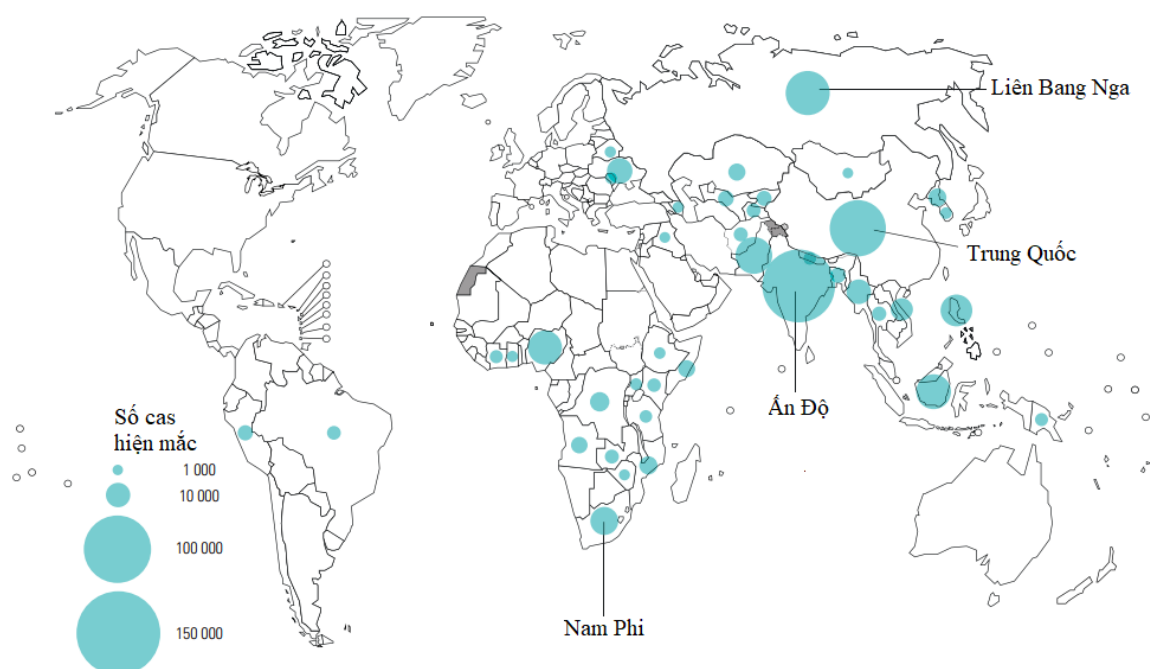 Liên Bang Nga
Trung Quốc
Ấn Độ
Số cas
hiện mắc
1 000
10 000
100 000
150 000
Nam Phi